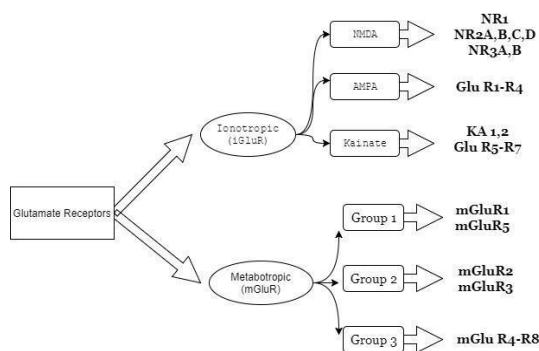 NMDA
NR1
NR2A,B,C,D
NR3A,B
AMPA
Glu R1-R4
Ionotropic
(iGluR)
Kainate
KA 1,2
Glu R5-R7
Glutamate Receptors
Group 1
mGluR1
mGluR5
Metabotropic
(mGluR)
Group 2
mGluR2
mGluR3
Group 3
mGlu R4-R8